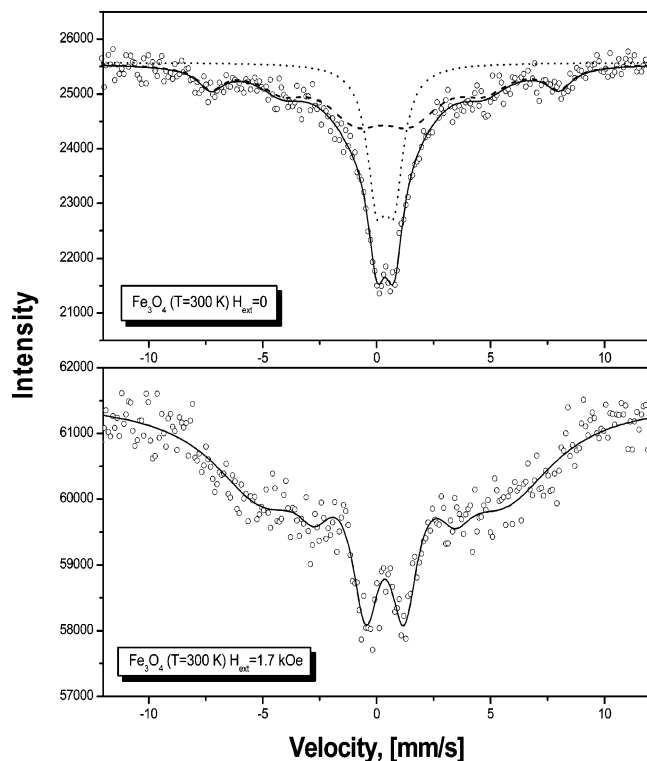 26000
25000
24000
23000
22000
21000
-10 -5 0 5 10
Fe3O4 (T=300 K) Hext=0
Intensity
62000
61000
60000
59000
58000
57000
-10 -5 0 5 10
Fe3O4 (T=300 K) Hext=1.7 kOe
Velocity, [mm/s]